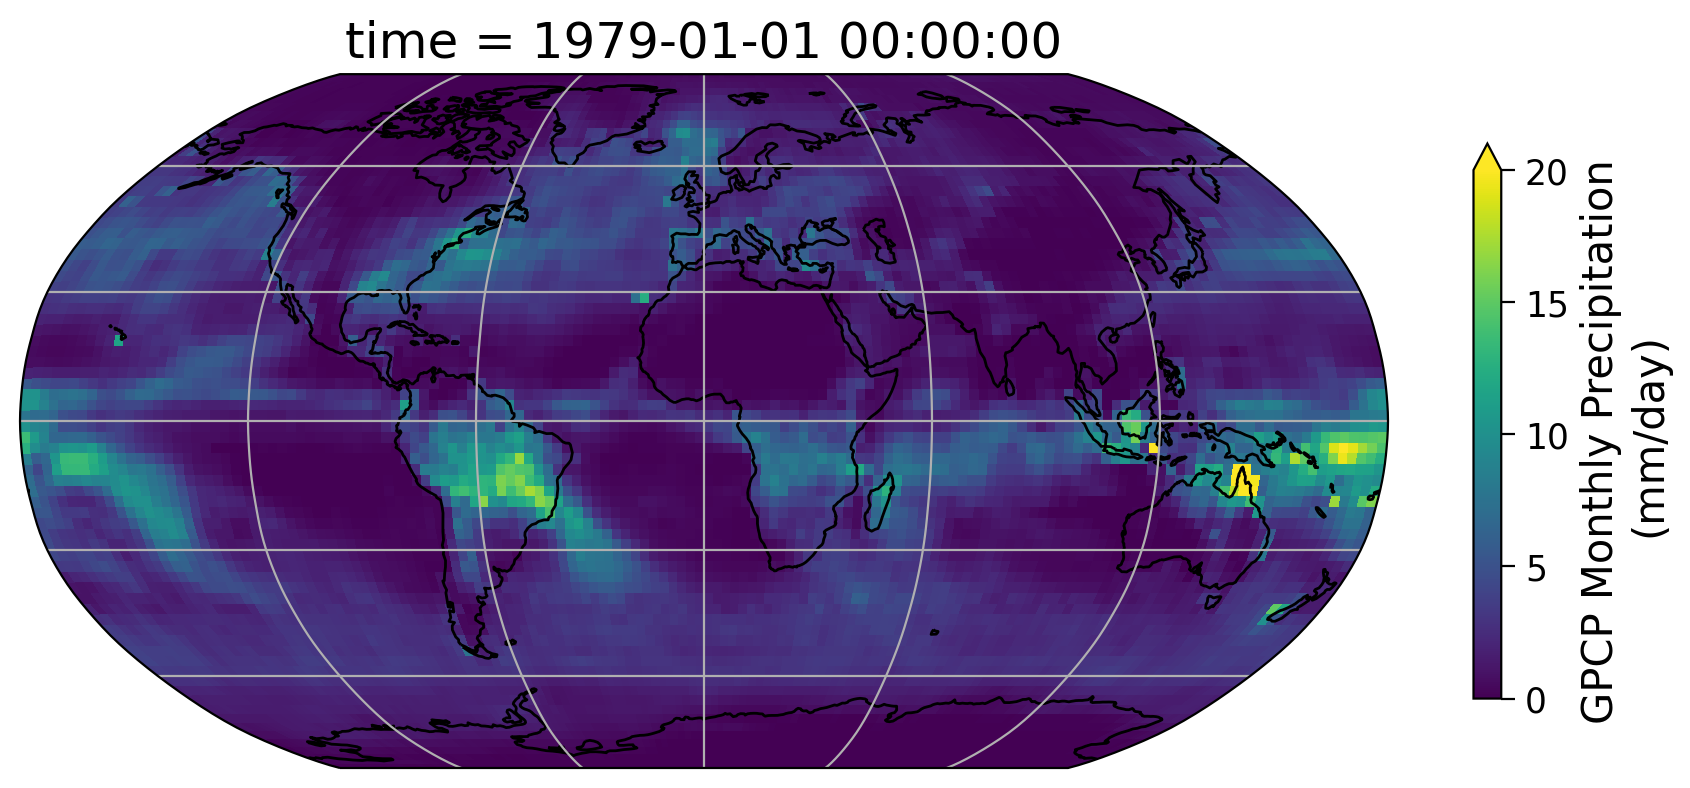 time = 1979-01-01 00:00:00
20
15
10
5
0
GPCP Monthly Precipitation
(mm/day)